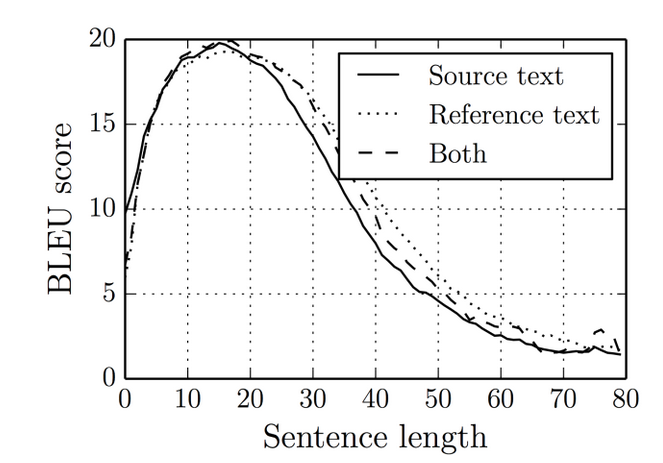 20
15
10
5
0
BLEU score
Source text
Reference text
Both
0 10 20 30 40 50 60 70 80
Sentence length